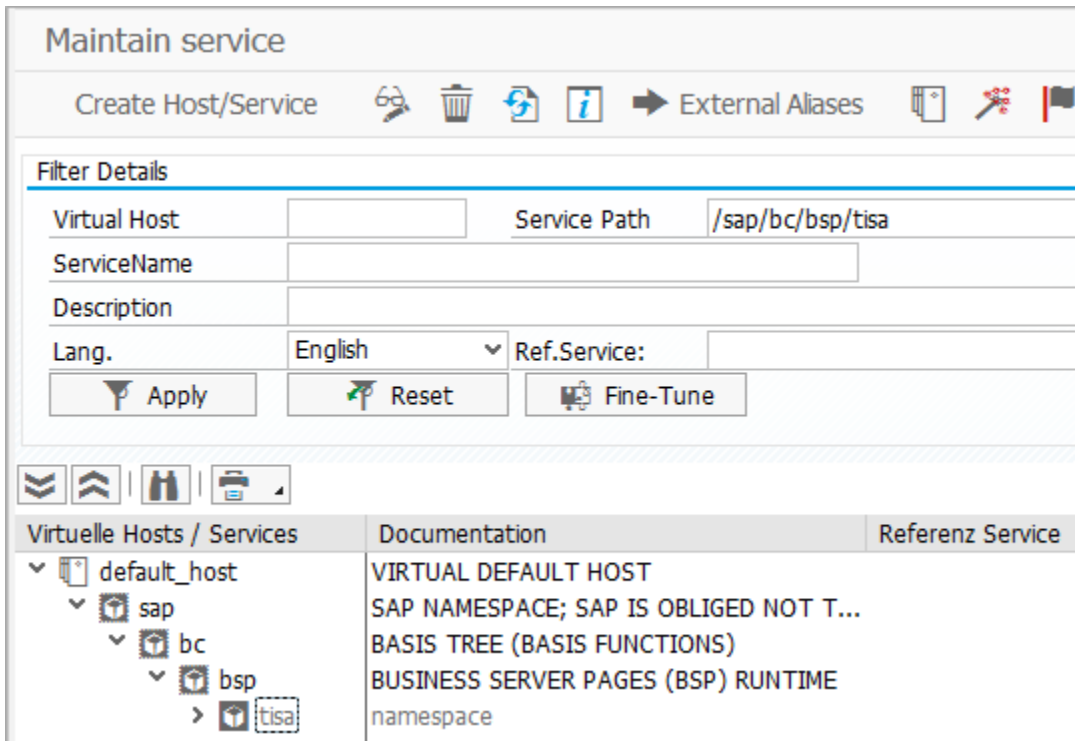 Maintain service
Create Host/Service External Aliases
Filter Details
Virtual Host Service Path /sap/bc/bsp/tisa
ServiceName
Description
Lang. English Ref.Service:
Apply Reset Fine-Tune
Virtuelle Hosts / Services Documentation Referenz Service
default_host VIRTUAL DEFAULT HOST
sap SAP NAMESPACE; SAP IS OBLIGED NOT T...
bc BASIS TREE (BASIS FUNCTIONS)
bsp BUSINESS SERVER PAGES (BSP) RUNTIME
tisa namespace